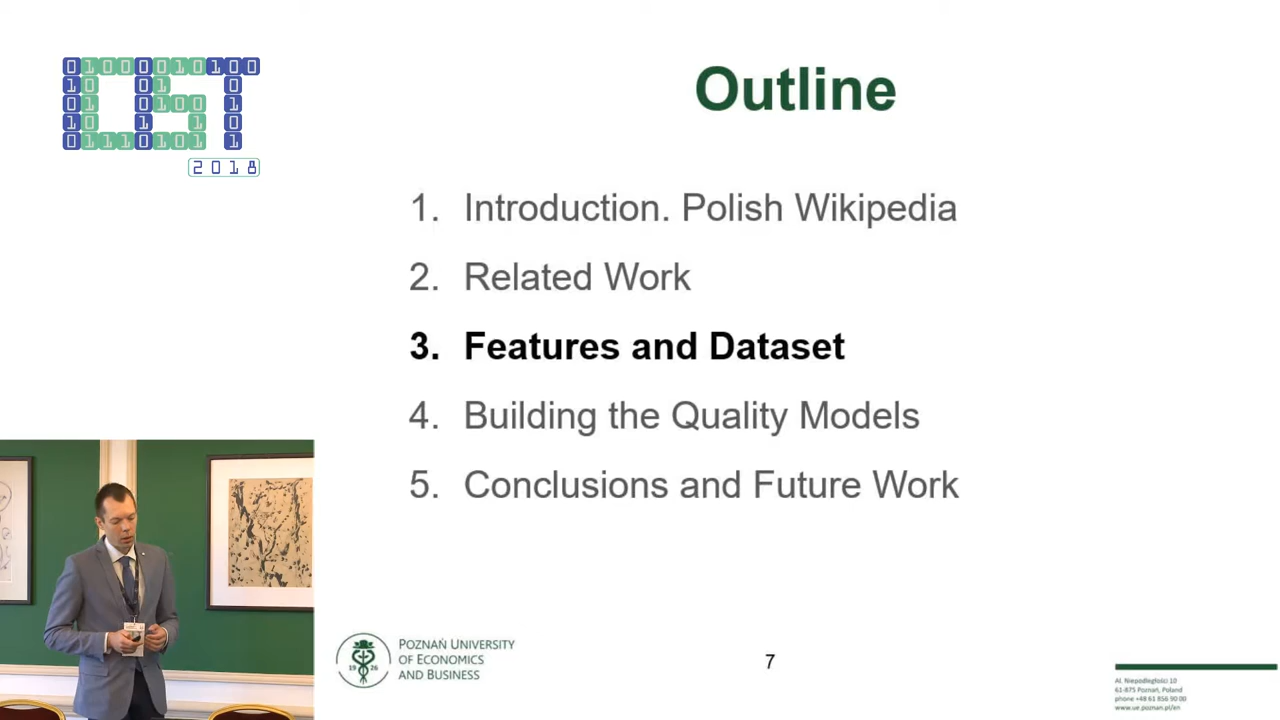 2018
Outline
1. Introduction. Polish Wikipedia
2. Related Work
3. Features and Dataset
4. Building the Quality Models
5. Conclusions and Future Work
19 26
POZNAŃ UNIVERSITY
OF ECONOMICS
AND BUSINESS
7
Al. Niepodległości 10
61-875 Poznań, Poland
phone +48 61 856 90 00
www.ue.poznan.pl/en